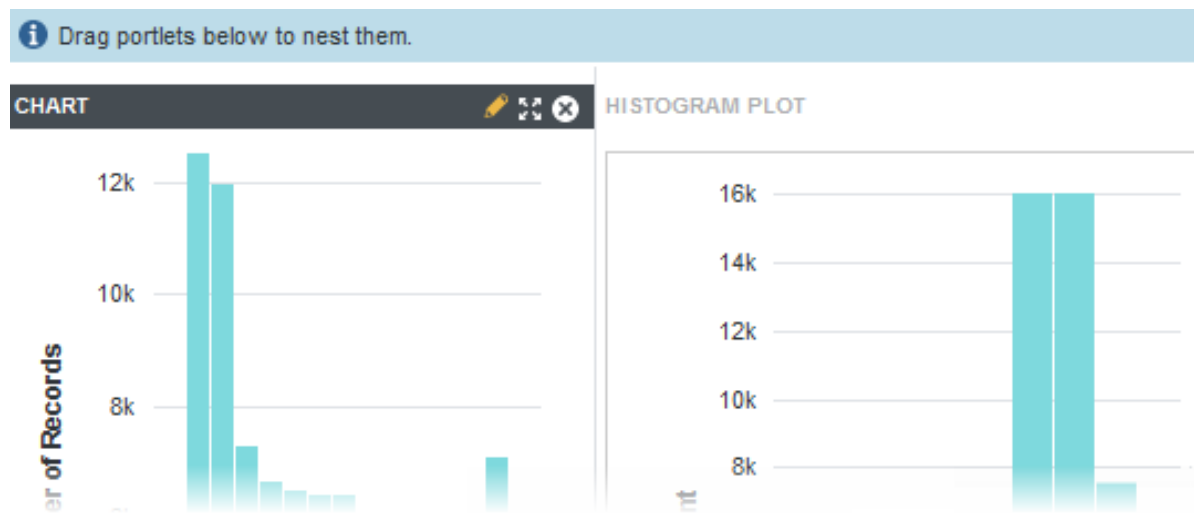 Drag portlets below to nest them.
CHART
HISTOGRAM PLOT
12k
10k
8k
of Records
16k
14k
12k
10k
8k